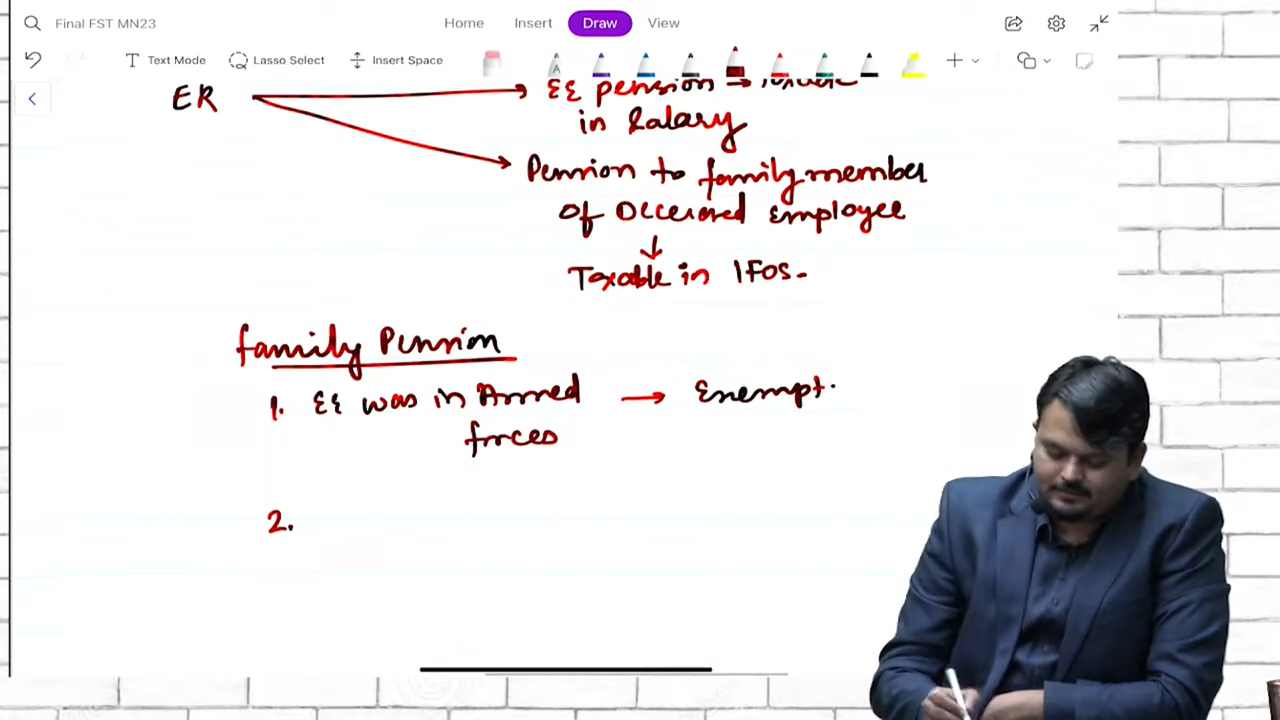 Final FST MN23
Home Insert Draw View
Text Mode Lasso Select Insert Space
ER
EE pension → Taxable
in Salary
Pension to family member
of Deceased Employee
↓
Taxable in IFOS.
family Pension
1. EE was in Armed → Exempt.
forces
2.